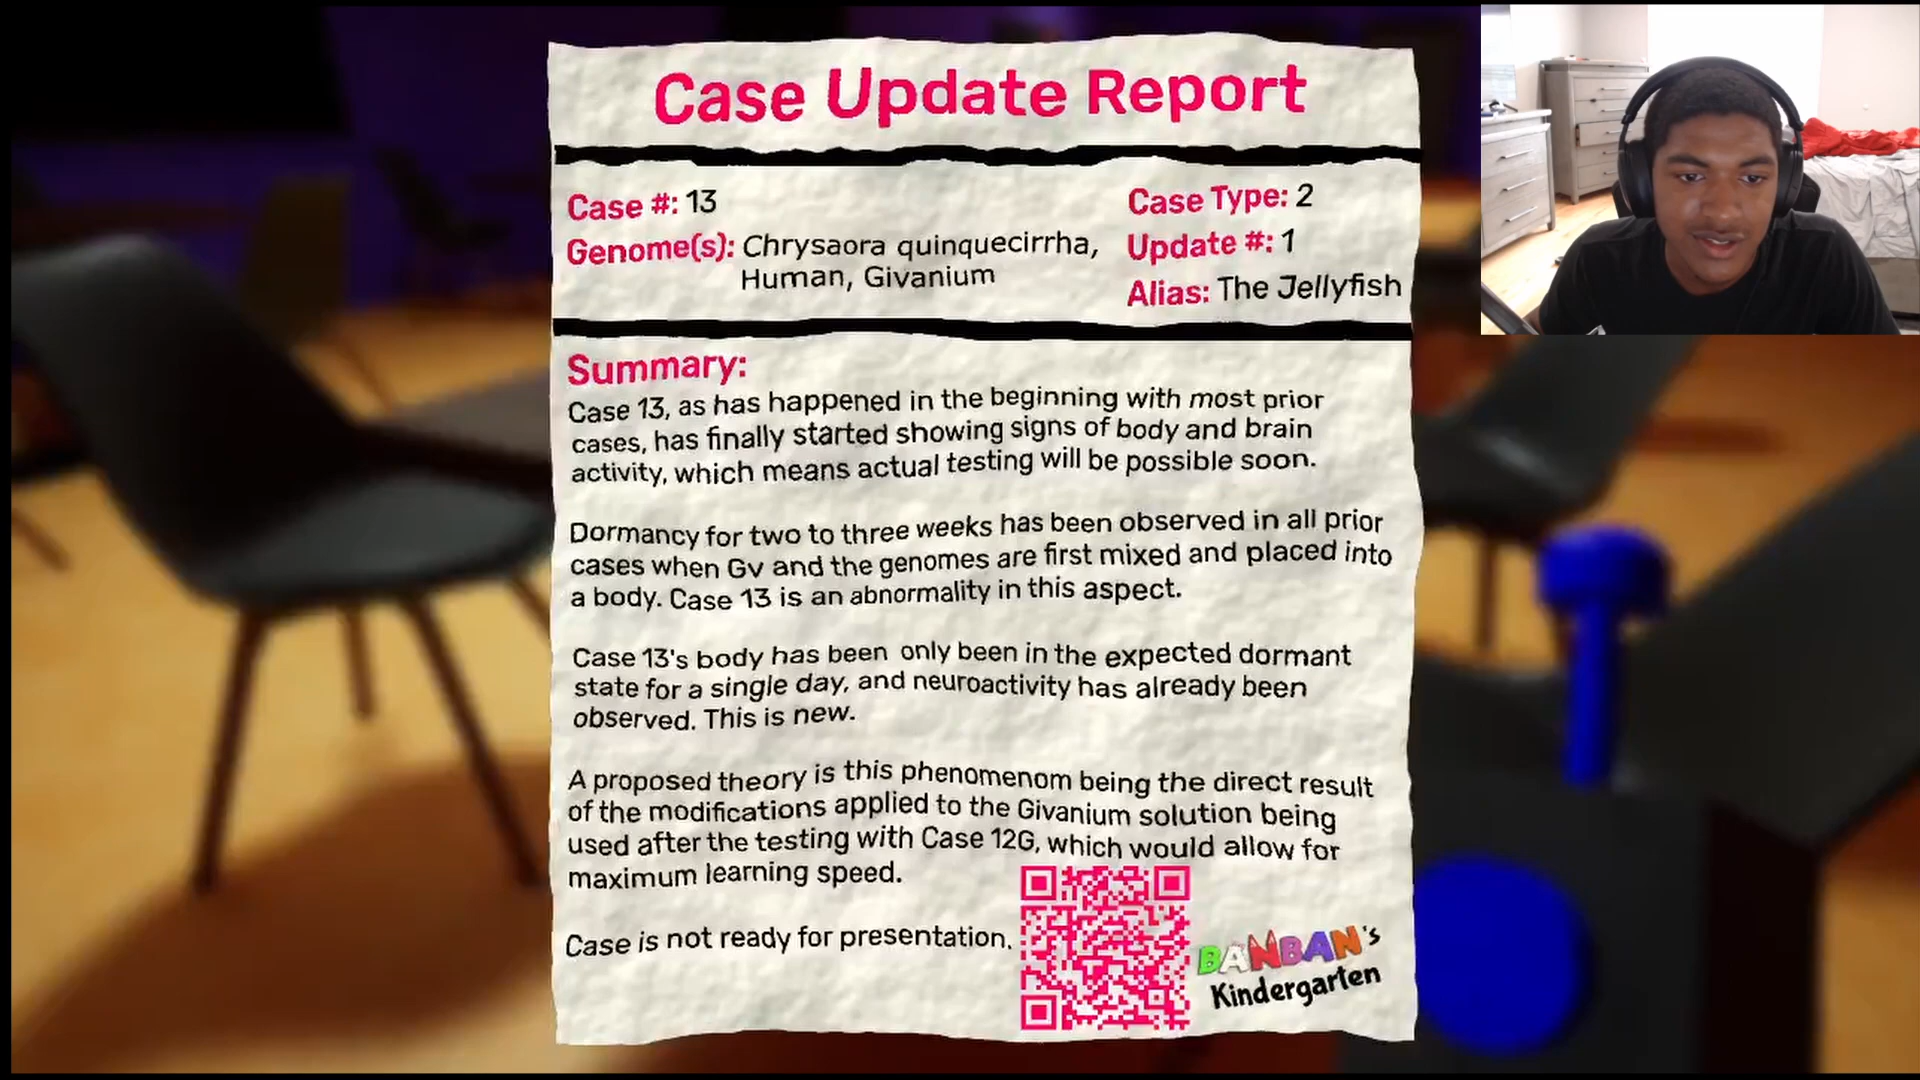 Case Update Report
Case #: 13
Genome(s): Chrysaora quinquecirrha,
Human, Givanium
Case Type: 2
Update #: 1
Alias: The Jellyfish
Summary:
Case 13, as has happened in the beginning with most prior
cases, has finally started showing signs of body and brain
activity, which means actual testing will be possible soon.
Dormancy for two to three weeks has been observed in all prior
cases when Gv and the genomes are first mixed and placed into
a body. Case 13 is an abnormality in this aspect.
Case 13's body has been only been in the expected dormant
state for a single day, and neuroactivity has already been
observed. This is new.
A proposed theory is this phenomenom being the direct result
of the modifications applied to the Givanium solution being
used after the testing with Case 12G, which would allow for
maximum learning speed.
Case is not ready for presentation.
BANBAN's
Kindergarten